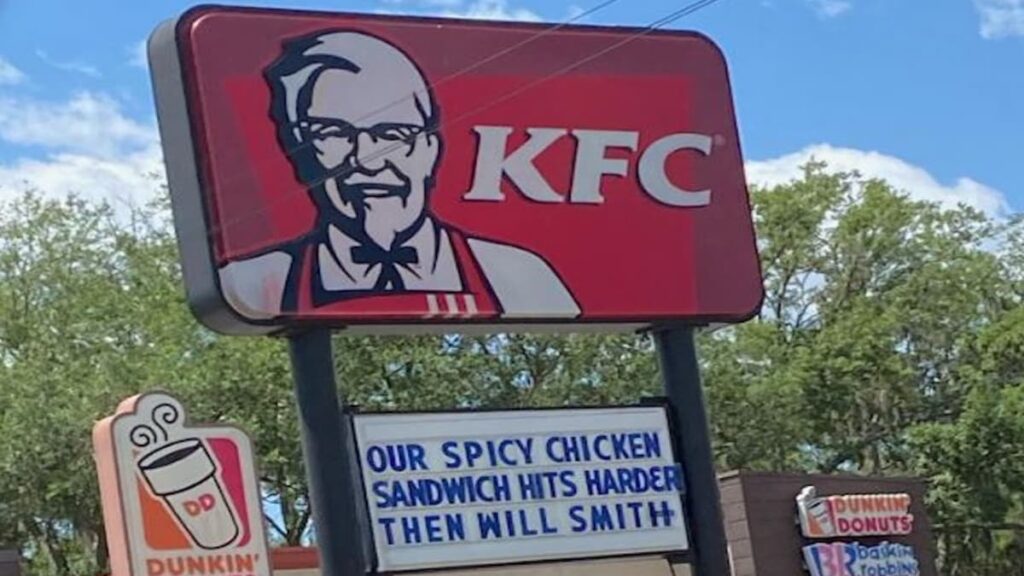 KFC
OUR SPICY CHICKEN
SANDWICH HITS HARDER
THEN WILL SMITH
DD
DUNKIN'
DUNKIN'
DONUTS
BR baskin
robbins